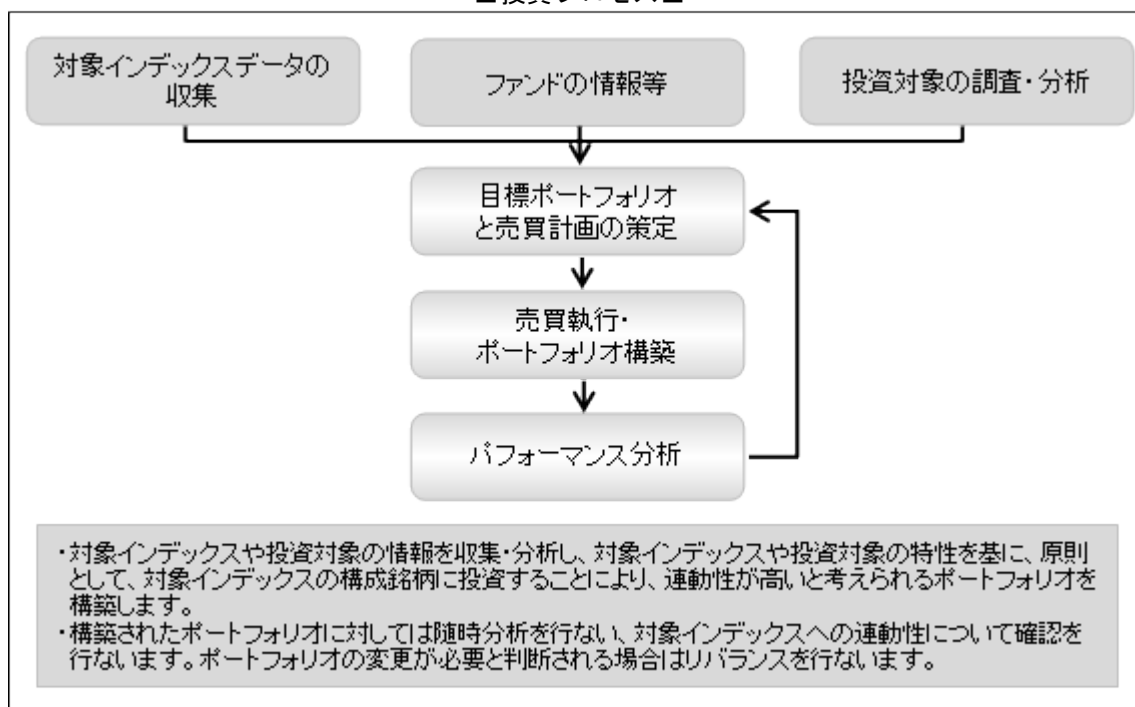 対象インデックスデータの
収集
ファンドの情報等
投資対象の調査・分析
目標ポートフォリオ
と売買計画の策定
売買執行・
ポートフォリオ構築
パフォーマンス分析
・対象インデックスや投資対象の情報を収集・分析し、対象インデックスや投資対象の特性を基に、原則
として、対象インデックスの構成銘柄に投資することにより、連動性が高いと考えられるポートフォリオを
構築します。
・構築されたポートフォリオに対しては随時分析を行ない、対象インデックスへの連動性について確認を
行ないます。ポートフォリオの変更が必要と判断される場合はリバランスを行ないます。